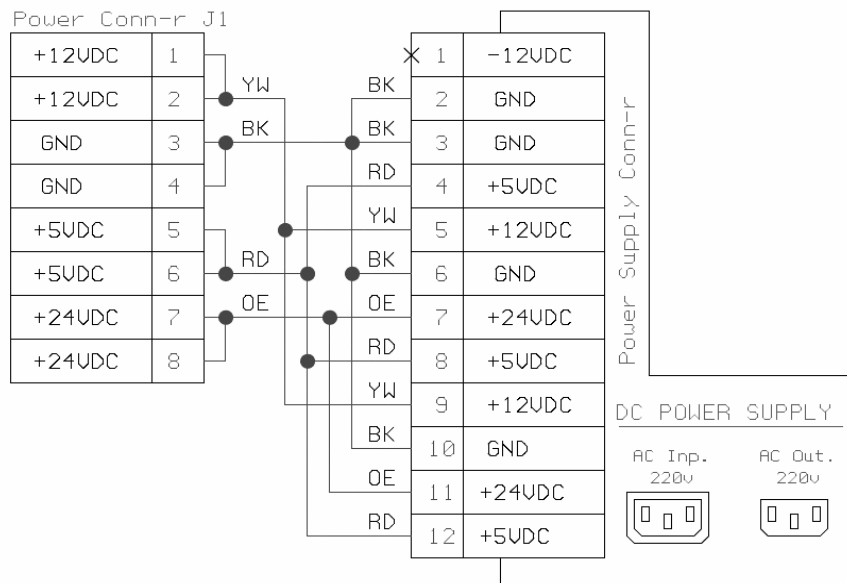 Power Conn-r J1
+12VDC 1
+12VDC 2
GND 3
GND 4
+5VDC 5
+5VDC 6
+24VDC 7
+24VDC 8
YW
BK
RD
OE
BK
BK
RD
YW
BK
OE
RD
YW
BK
OE
RD
1 -12VDC
2 GND
3 GND
4 +5VDC
5 +12VDC
6 GND
7 +24VDC
8 +5VDC
9 +12VDC
10 GND
11 +24VDC
12 +5VDC
Power Supply Conn-r
DC POWER SUPPLY
AC Inp. AC Out.
220v 220v